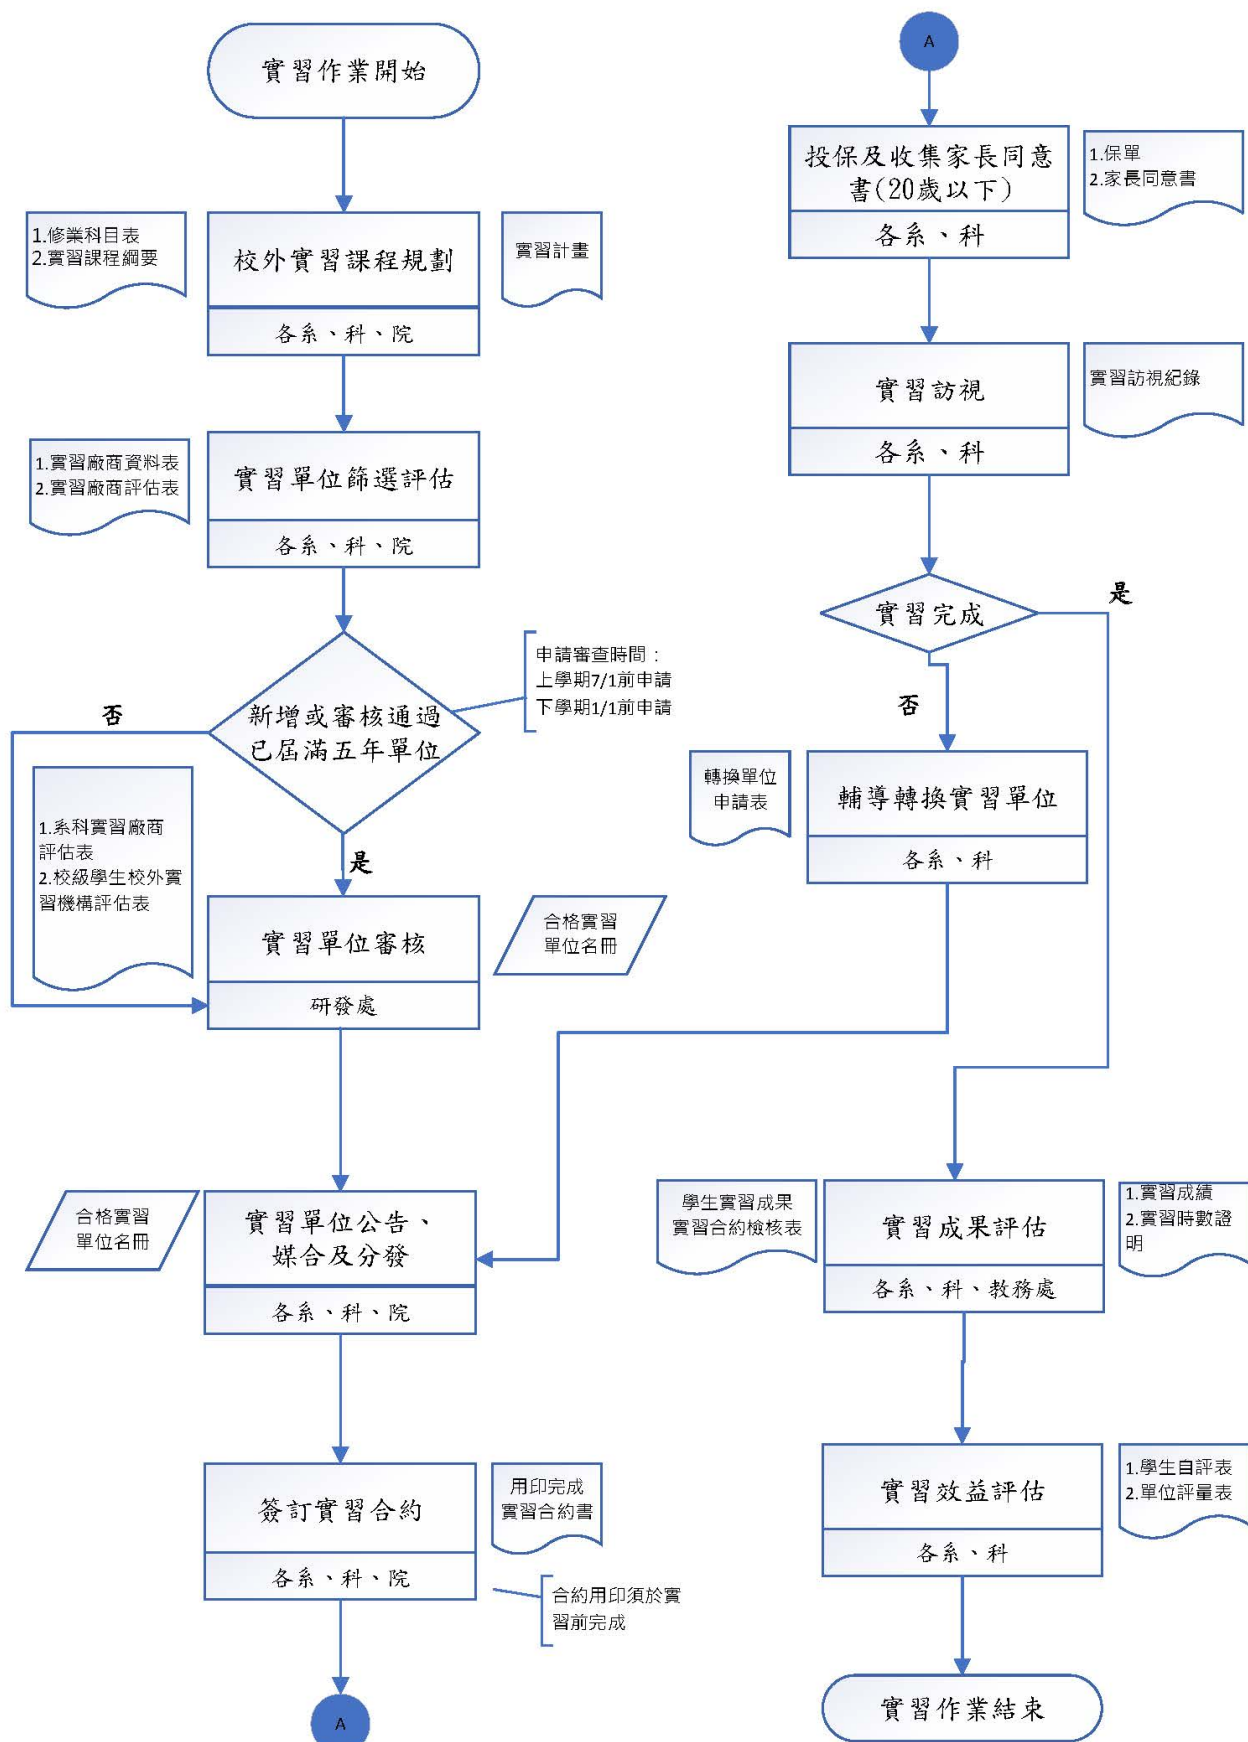 實習作業開始
1.修業科目表
2.實習課程綱要
校外實習課程規劃
各系、科、院
實習計畫
1.實習廠商資料表
2.實習廠商評估表
實習單位篩選評估
各系、科、院
申請審查時間：
上學期7/1前申請
下學期1/1前申請
否
新增或審核通過
已屆滿五年單位
是
1.系科實習廠商
評估表
2.校級學生校外實
習機構評估表
實習單位審核
研發處
合格實習
單位名冊
合格實習
單位名冊
實習單位公告、
媒合及分發
各系、科、院
簽訂實習合約
各系、科、院
用印完成
實習合約書
合約用印須於實
習前完成
A
A
投保及收集家長同意
書(20歲以下)
各系、科
1.保單
2.家長同意書
實習訪視
各系、科
實習訪視紀錄
實習完成
是
否
轉換單位
申請表
輔導轉換實習單位
各系、科
學生實習成果
實習合約檢核表
實習成果評估
各系、科、教務處
1.實習成績
2.實習時數證
明
實習效益評估
各系、科
1.學生自評表
2.單位評量表
實習作業結束